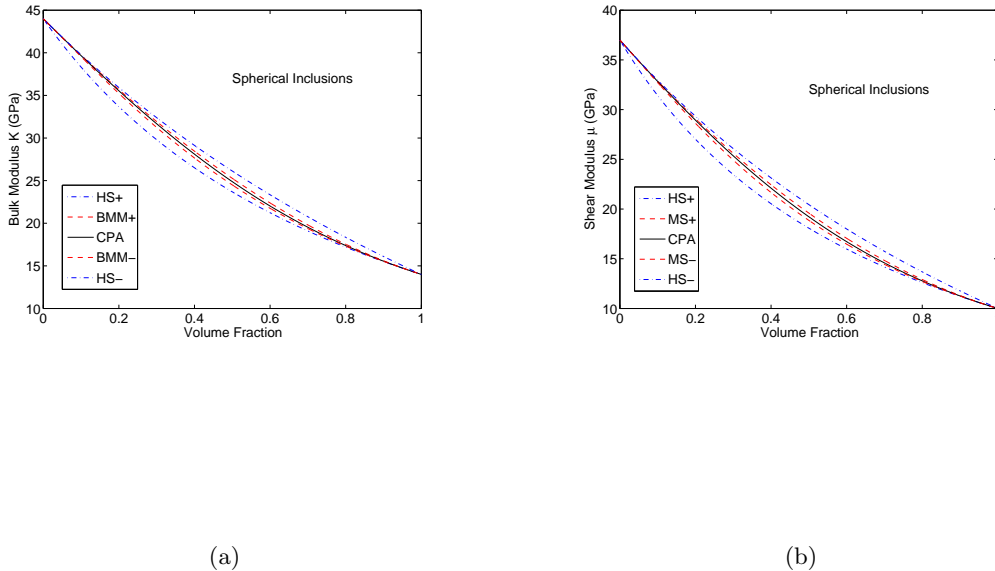 45
40
35
30
25
20
15
10
0
0.2
0.4
0.6
0.8
1
Volume Fraction
Bulk Modulus K (GPa)
Spherical Inclusions
HS+
BMM+
CPA
BMM−
HS−
(a)
40
35
30
25
20
15
10
0
0.2
0.4
0.6
0.8
Volume Fraction
Shear Modulus μ (GPa)
Spherical Inclusions
HS+
MS+
CPA
MS−
HS−
(b)